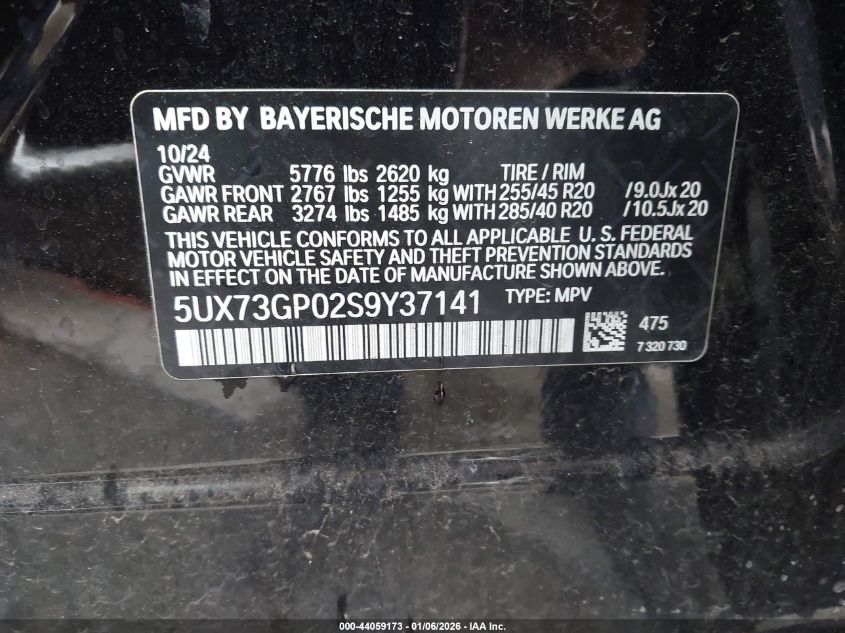 MFD BY BAYERISCHE MOTOREN WERKE AG
10/24
GVWR 5776 lbs 2620 kg TIRE / RIM
GAWR FRONT 2767 lbs 1255 kg WITH 255/45 R20 /9.0Jx20
GAWR REAR 3274 lbs 1485 kg WITH 285/40 R20 /10.5Jx20
THIS VEHICLE CONFORMS TO ALL APPLICABLE U. S. FEDERAL
MOTOR VEHICLE SAFETY AND THEFT PREVENTION STANDARDS
IN EFFECT ON THE DATE OF MANUFACTURE SHOWN ABOVE.
5UX73GP02S9Y37141 TYPE: MPV
475
7 320 730
000-44059173 - 01/06/2026 - IAA Inc.